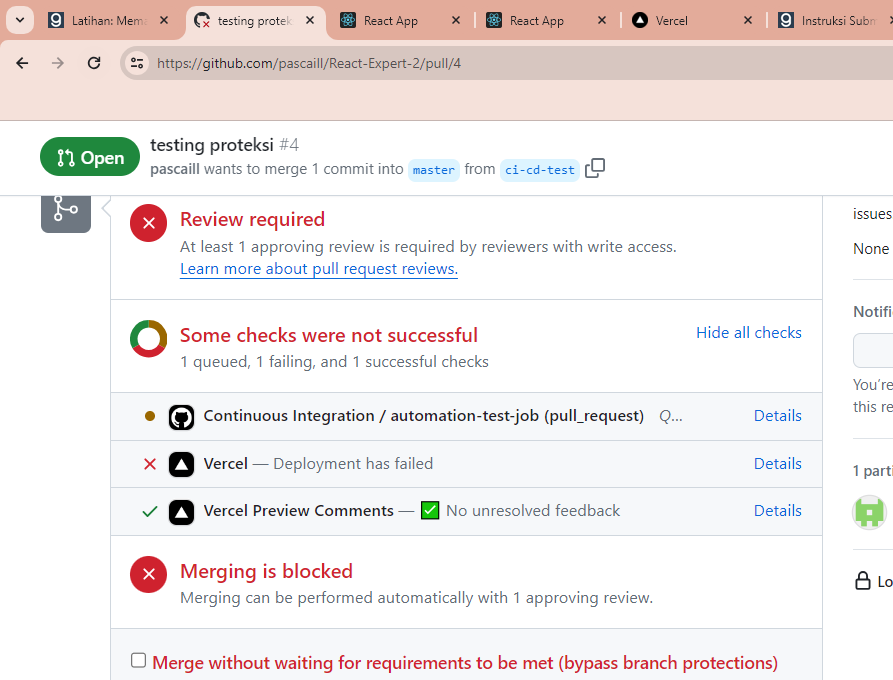 Latihan: Mema
testing protek
React App
React App
Vercel
Instruksi Subm
https://github.com/pascaill/React-Expert-2/pull/4
Open
testing proteksi #4
pascaill wants to merge 1 commit into master from ci-cd-test
Review required
At least 1 approving review is required by reviewers with write access.
Learn more about pull request reviews.
Some checks were not successful
Hide all checks
1 queued, 1 failing, and 1 successful checks
Continuous Integration / automation-test-job (pull_request) Q...
Details
Vercel — Deployment has failed
Details
Vercel Preview Comments — ✅ No unresolved feedback
Details
Merging is blocked
Merging can be performed automatically with 1 approving review.
Merge without waiting for requirements to be met (bypass branch protections)
issues
None
Notifi
You're
this re
1 parti
Lo